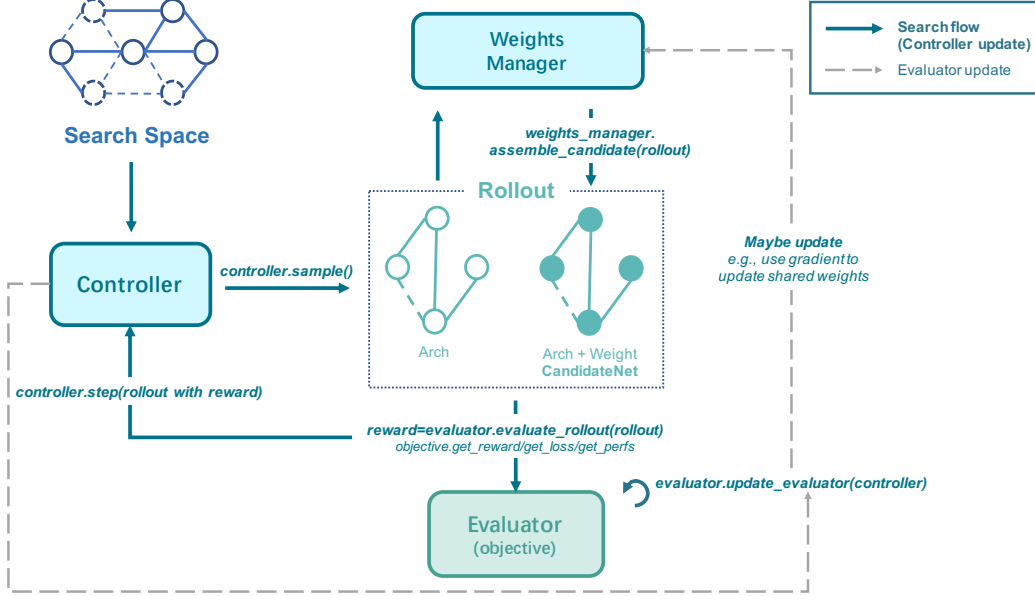 Weights
Manager
Search flow
(Controller update)
Evaluator update
Search Space
weights_manager.
assemble_candidate(rollout)
Rollout
Controller
controller.sample()
Maybe update
e.g., use gradient to
update shared weights
Arch
Arch + Weight
CandidateNet
controller.step(rollout with reward)
reward=evaluator.evaluate_rollout(rollout)
objective.get_reward/get_loss/get_perfs
evaluator.update_evaluator(controller)
Evaluator
(objective)